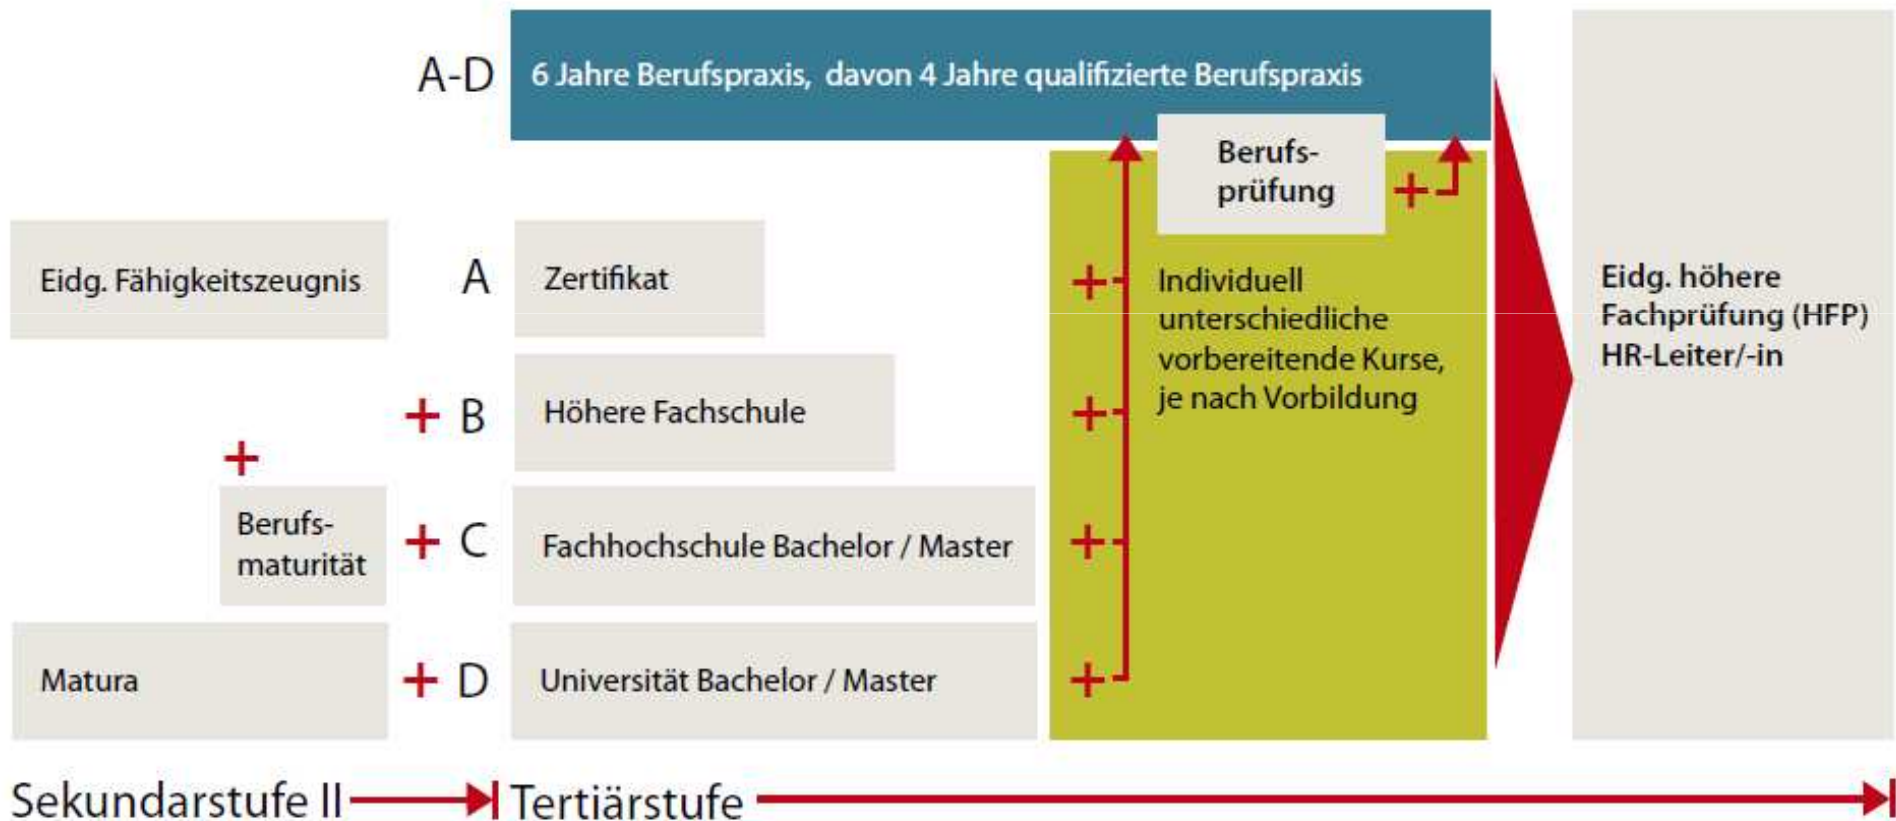 A-D
6 Jahre Berufspraxis, davon 4 Jahre qualifizierte Berufspraxis
Berufs-
prüfung
+
Eidg. Fähigkeitszeugnis
A
Zertifikat
+
Individuell
unterschiedliche
vorbereitende Kurse,
je nach Vorbildung
Eidg. höhere
Fachprüfung (HFP)
HR-Leiter/-in
+
B
Höhere Fachschule
+
+
Berufs-
maturität
+
C
Fachhochschule Bachelor / Master
+
Matura
+
D
Universität Bachelor / Master
+
Sekundarstufe II
Tertiärstufe